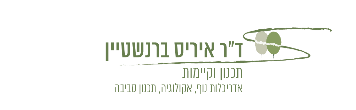 ד"ר איריס ברנשטיין
תכנון וקיימות
אדריכלות נוף, אקולוגיה, תכנון סביבה